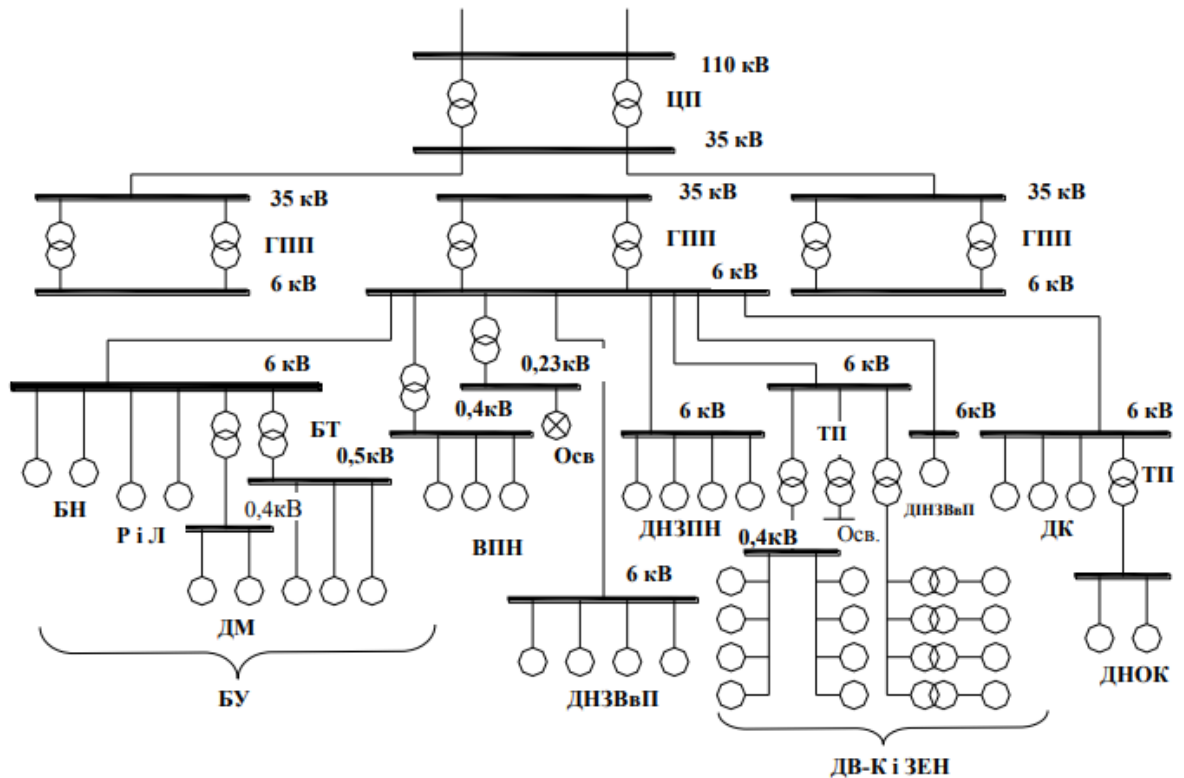 110 кВ
ЦП
35 кВ
35 кВ
35 кВ
35 кВ
ГПП
ГПП
ГПП
6 кВ
6 кВ
6 кВ
6 кВ
0,23кВ
6 кВ
0,4кВ
6 кВ
6кВ
6 кВ
БТ
Осв
ТП
ТП
0,5кВ
БН
0,4кВ
Р і Л
ВПН
ДНЗПН
0,4кВ
Осв.
ДІНЗВвП
ДК
6 кВ
ДМ
БУ
ДНЗВвП
ДНОК
ДВ-К і ЗЕН